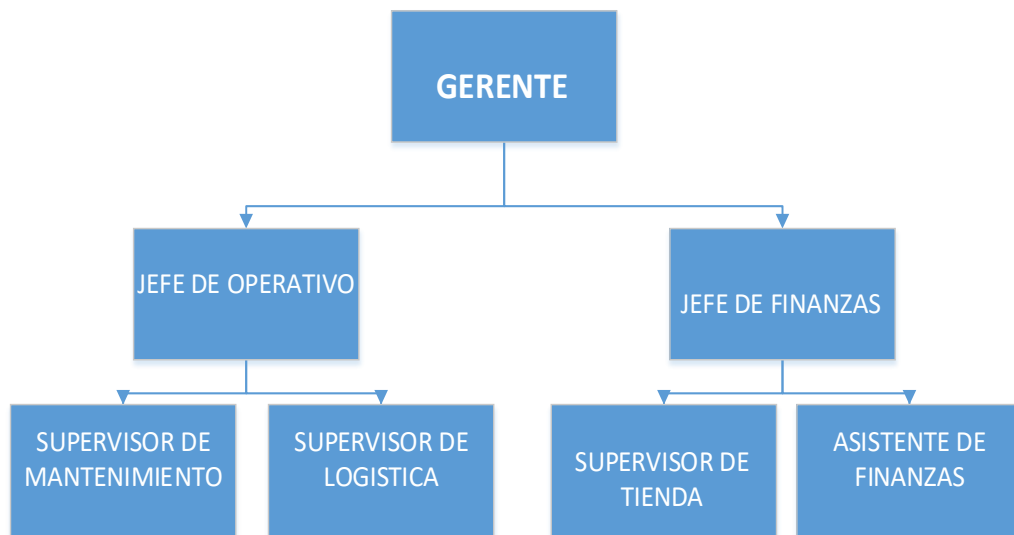 GERENTE
JEFE DE OPERATIVO
JEFE DE FINANZAS
SUPERVISOR DE
MANTENIMIENTO
SUPERVISOR DE
LOGISTICA
SUPERVISOR DE
TIENDA
ASISTENTE DE
FINANZAS